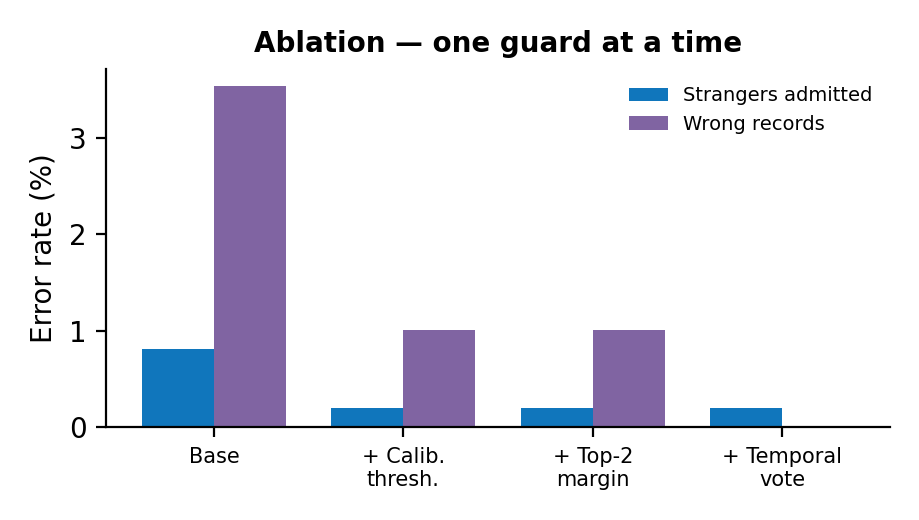 Ablation — one guard at a time
Strangers admitted
Wrong records
Error rate (%)
3
2
1
0
Base
+ Calib.
thresh.
+ Top-2
margin
+ Temporal
vote